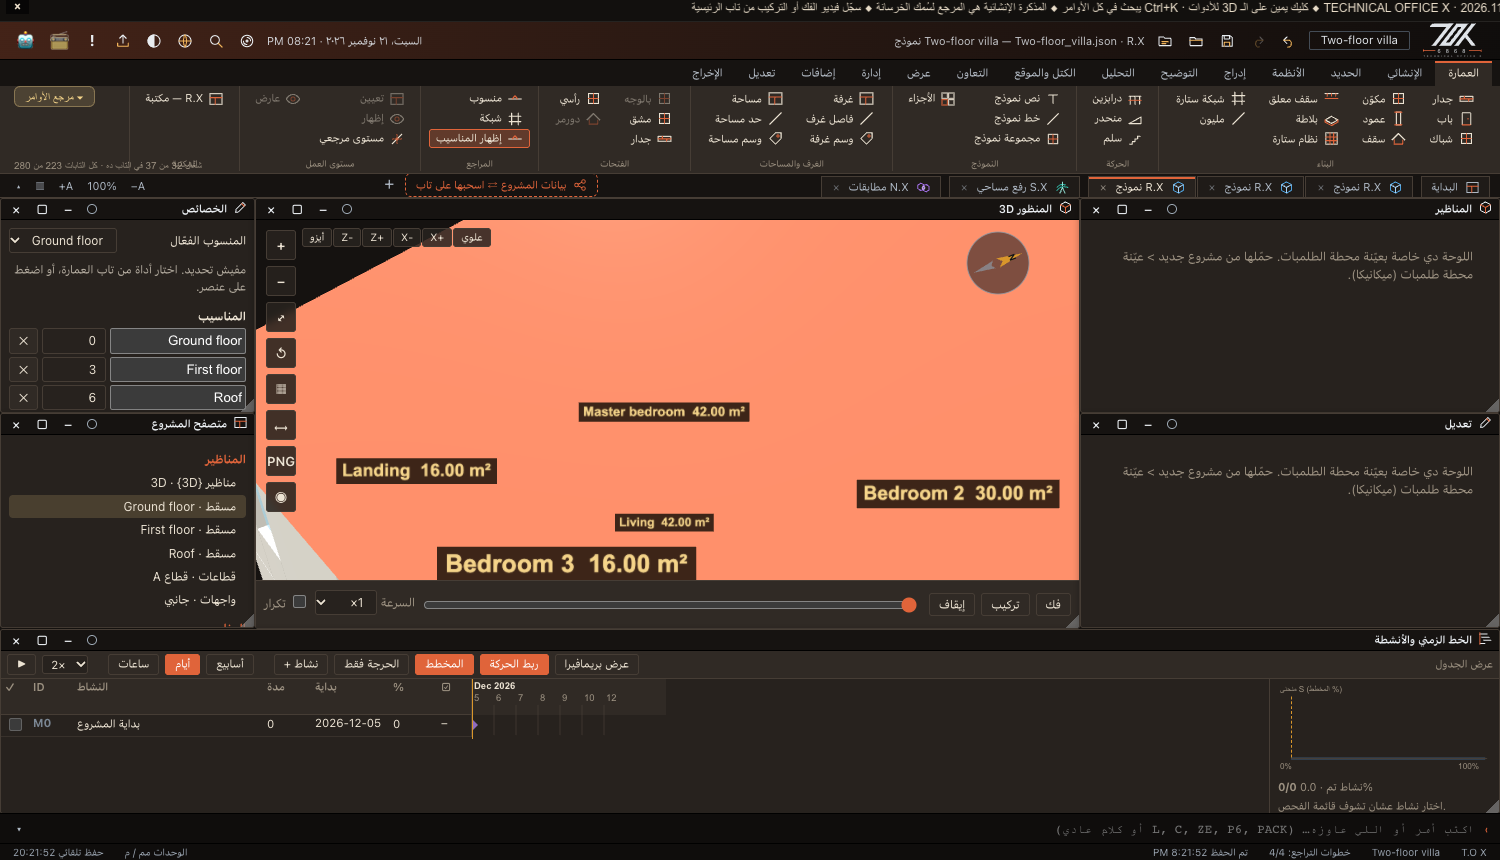 TECHNICAL OFFICE X · 2026.11 ◆ كليك يمين على الـ 3D للأدوات · Ctrl+K يبحث في كل الأوامر ◆ المذكرة الإنشائية هي المرجع لسُمك الخرسانة ◆ سجّل فيديو الفك أو التركيب من تاب الرئيسية
Two-floor villa
R.X · Two-floor villa — Two-floor_villa.json نموذج
السبت، ٢١ نوفمبر ٢٠٢٦ · 08:21 PM
العمارة الإنشائي الحديد الأنظمة إدراج التوضيح التحليل الكتل والموقع التعاون عرض إدارة إضافات تعديل الإخراج
جدار مكوّن سقف معلق شبكة ستارة درابزين نص نموذج الأجزاء غرفة مساحة بالوجه رأسي منسوب تعيين عارض R.X — مكتبة مرجع الأوامر
باب عمود بلاطة مليون منحدر خط نموذج فاصل غرف حد مساحة مشق دورمر شبكة إظهار
شباك سقف نظام ستارة سلم مجموعة نموذج وسم غرفة وسم مساحة جدار إظهار المناسيب مستوى مرجعي
البناء الحركة النموذج الغرف والمساحات الفتحات المراجع مستوى العمل
البداية
R.X نموذج ×
R.X نموذج ×
R.X نموذج ×
S.X رفع مساحي ×
N.X مطابقات ×
بيانات المشروع ⇄ اسحبها على تاب
+
A−
100%
A+
المناظير
اللوحة دي خاصة بعيّنة محطة الطلمبات. حمّلها من مشروع جديد > عيّنة
محطة طلمبات (ميكانيكا).
تعديل
اللوحة دي خاصة بعيّنة محطة الطلمبات. حمّلها من مشروع جديد > عيّنة
محطة طلمبات (ميكانيكا).
المنظور 3D
علوي
X+
X-
Z+
Z-
أيزو
N
PNG
Master bedroom 42.00 m²
Landing 16.00 m²
Bedroom 2 30.00 m²
Living 42.00 m²
Bedroom 3 16.00 m²
فك
تركيب
إيقاف
السرعة
x1
تكرار
الخصائص
المنسوب الفعّال
Ground floor
مفيش تحديد. اختار أداة من تاب العمارة، أو اضغط
على عنصر.
المناسيب
Ground floor 0
First floor 3
Roof 6
متصفح المشروع
المناظير
مناظير {3D} · 3D
مسقط · Ground floor
مسقط · First floor
مسقط · Roof
قطاعات · قطاع A
واجهات · جانبي
الخط الزمني والأنشطة
عرض الجدول
عرض بريمافيرا
ربط الحركة
المخطط
الحرجة فقط
نشاط +
أسابيع
أيام
ساعات
2×
✓ ID النشاط مدة بداية %
M0 بداية المشروع 0 2026-12-05 0 –
Dec 2026
5 6 7 8 9 10 12
منحنى S (المخطط %)
0% 100%
0/0 نشاط تم · 0.0%
اختار نشاط عشان تشوف قائمة الفحص.
اكتب أمر أو اللي عاوزه… (L, C, ZE, P6, PACK أو كلام عادي)
T.O X
Two-floor villa
خطوات التراجع: 4/4
تم الحفظ 8:21:52 PM
الوحدات مم / م
حفظ تلقائي 20:21:52